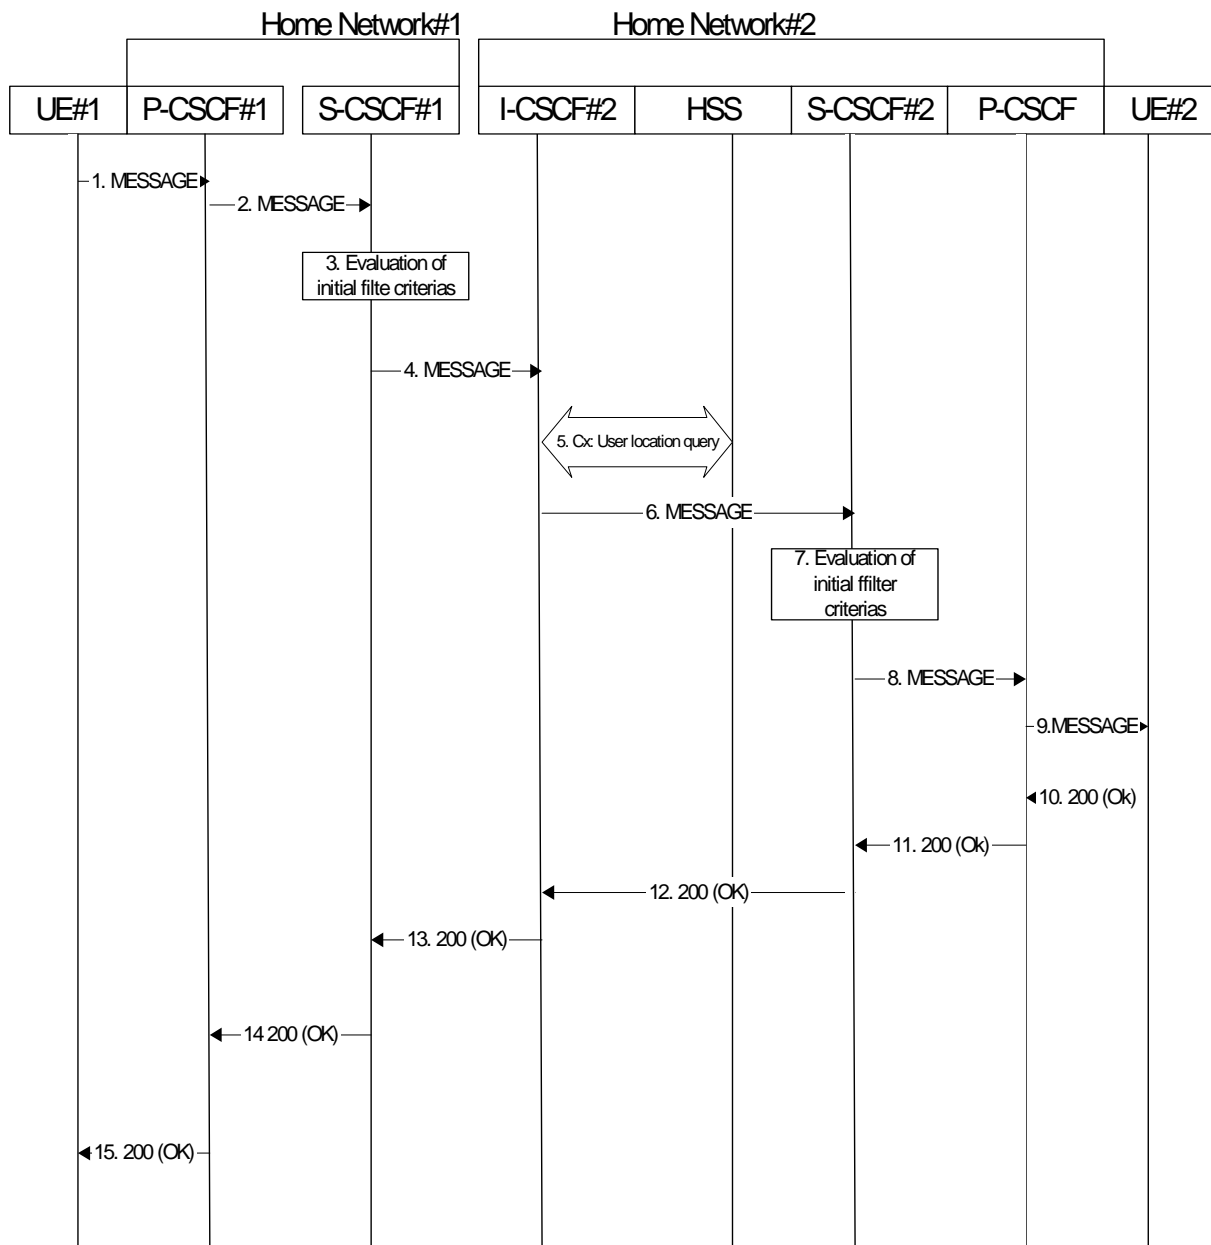 Home Network#1
Home Network#2
UE#1
P-CSCF#1
S-CSCF#1
I-CSCF#2
HSS
S-CSCF#2
P-CSCF
UE#2
1. MESSAGE
2. MESSAGE
3. Evaluation of
initial filte criterias
4. MESSAGE
5. Cx: User location query
6. MESSAGE
7. Evaluation of
initial ffilter
criterias
8. MESSAGE
9.MESSAGE
10. 200 (Ok)
11. 200 (Ok)
12. 200 (OK)
13. 200 (OK)
14 200 (OK)
15. 200 (OK)